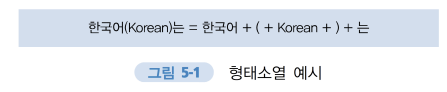 한국어(Korean)는 = 한국어 + ( + Korean + ) + 는
그림 5-1 형태소열 예시